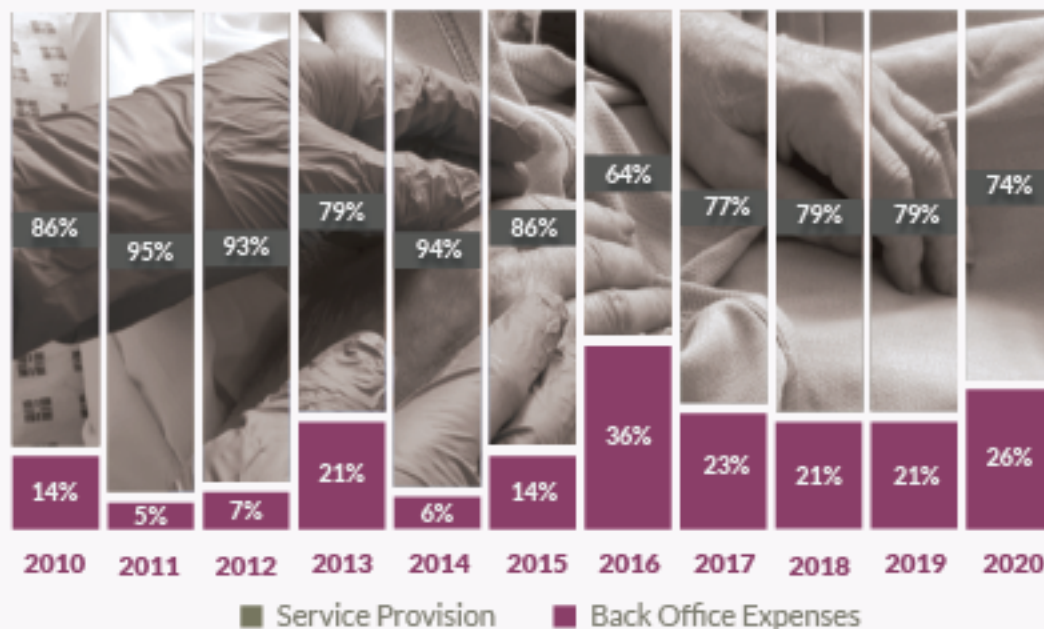 86% 95% 93% 79% 94% 86% 64% 77% 79% 79% 74%
14% 5% 7% 21% 6% 14% 36% 23% 21% 21% 26%
2010 2011 2012 2013 2014 2015 2016 2017 2018 2019 2020
Service Provision Back Office Expenses